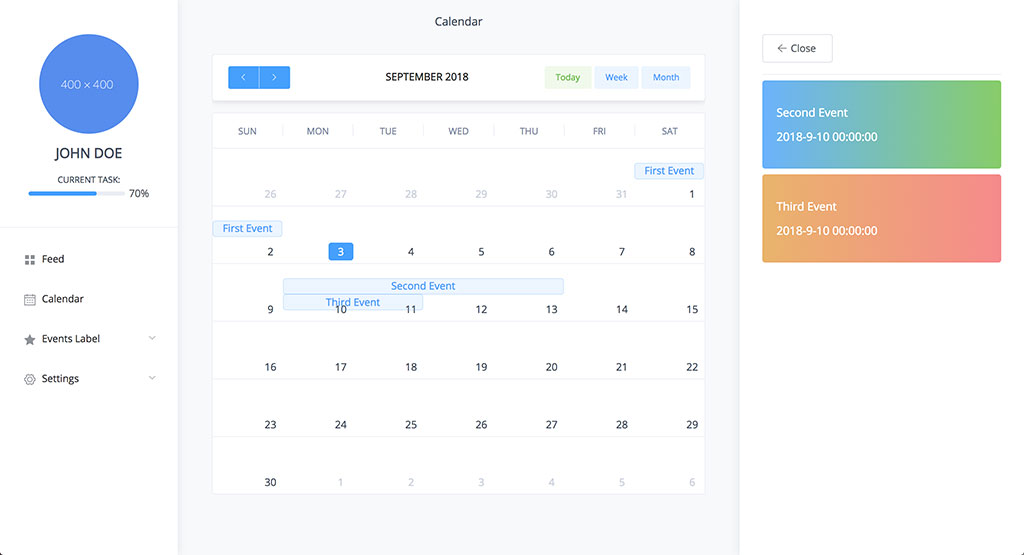 400 × 400
JOHN DOE
CURRENT TASK:
70%
Feed
Calendar
Events Label
Settings
Calendar
SEPTEMBER 2018
Today Week Month
SUN MON TUE WED THU FRI SAT
First Event
26 27 28 29 30 31 1
First Event
2 3 4 5 6 7 8
Second Event
Third Event
9 10 11 12 13 14 15
16 17 18 19 20 21 22
23 24 25 26 27 28 29
30 1 2 3 4 5 6
Close
Second Event
2018-9-10 00:00:00
Third Event
2018-9-10 00:00:00